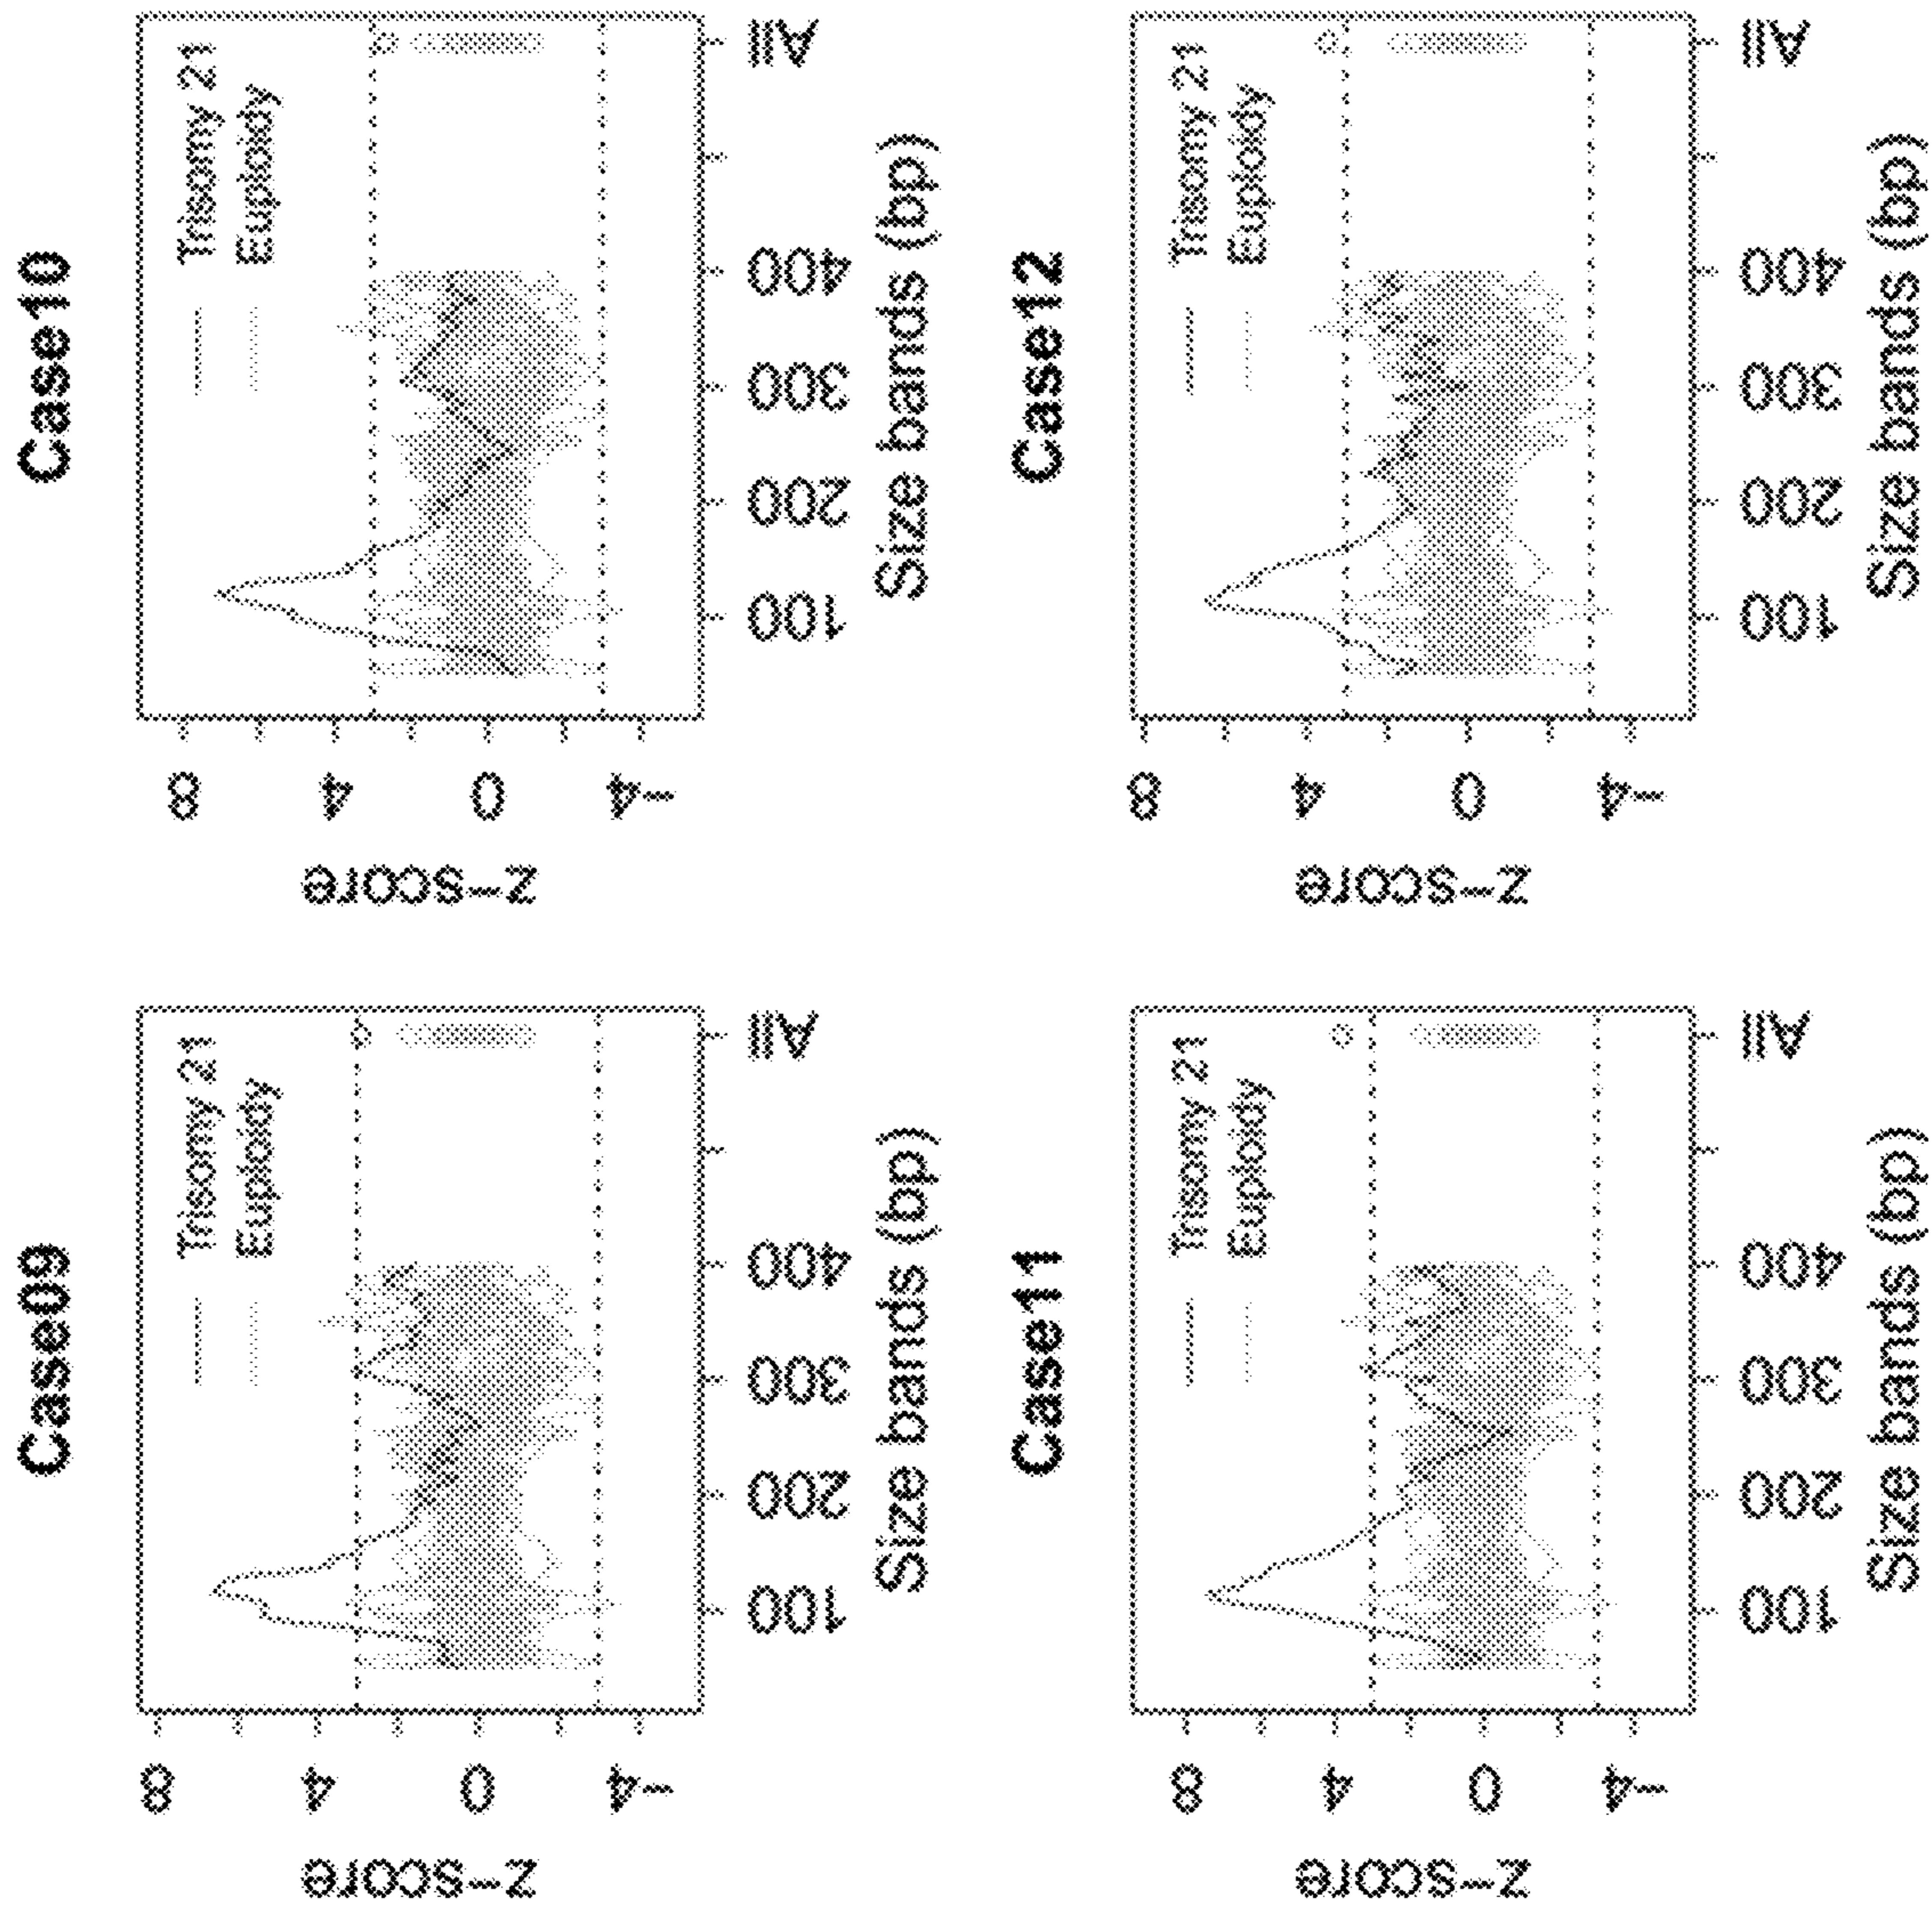 Case09
z-score
8
4
0
-4
Trisomy 21
Euploidy
100
200
300
400
All
Size bands (bp)
Case10
z-score
8
4
0
-4
Trisomy 21
Euploidy
100
200
300
400
All
Size bands (bp)
Case11
z-score
8
4
0
-4
Trisomy 21
Euploidy
100
200
300
400
All
Size bands (bp)
Case12
z-score
8
4
0
-4
Trisomy 21
Euploidy
100
200
300
400
All
Size bands (bp)